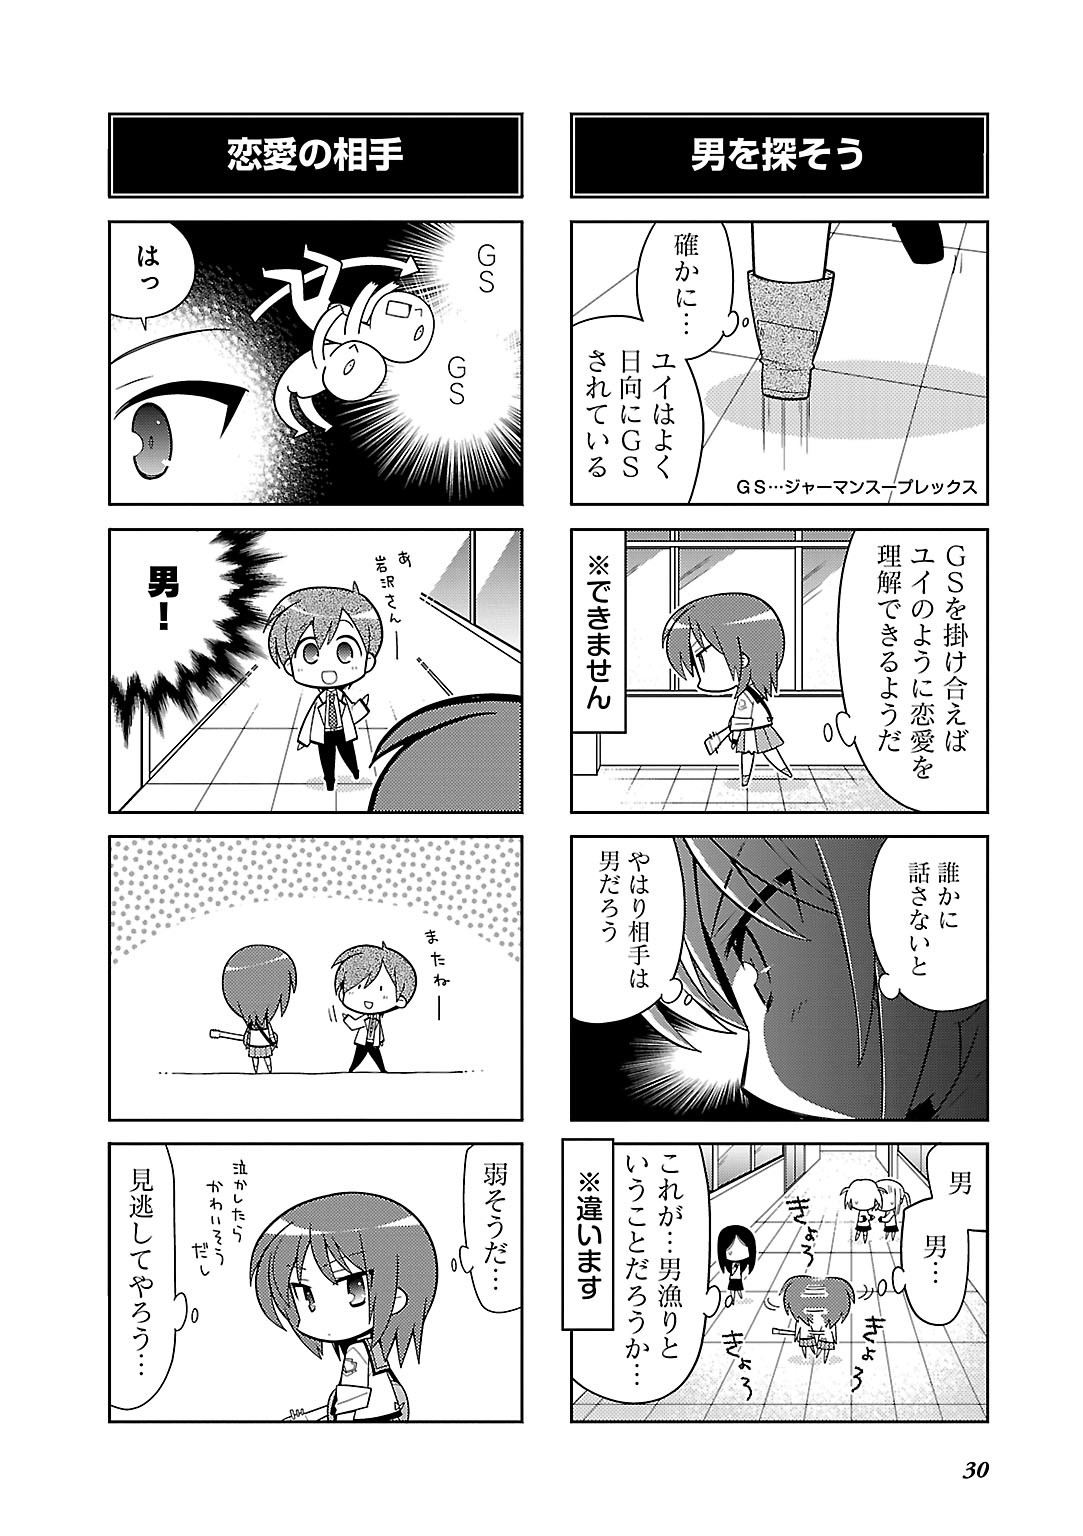 男を探そう
確かに…
ユイはよく
日向にＧＳ
されている
ＧＳ…ジャーマンスープレックス
ＧＳを掛け合えば
ユイのように恋愛を
理解できるようだ
※できません
誰かに
話さないと
やはり相手は
男だろう
男
男…
きょろ
きょろ
きょろ
これが…男漁りと
いうことだろうか…
※違います
恋愛の相手
ＧＳ
ＧＳ
はっ
あ
岩沢さん―
男！
またね―
弱そうだ…
泣かしたら
かわいそう
だし
見逃してやろう…
30